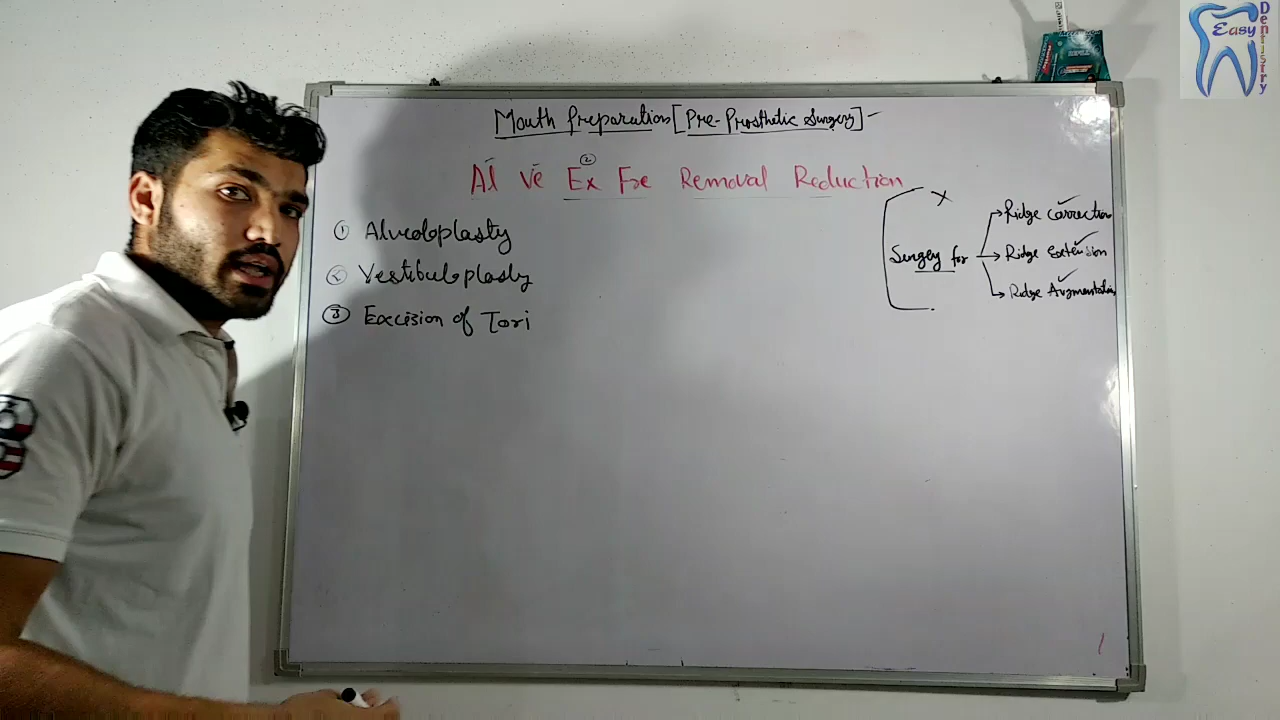 Easy Dentistry
Mouth Preparation [Pre-Prosthetic Surgery] -
②
Al ve Ex Fre Removal Reduction
① Alveoloplasty
② Vestibuloplasty
③ Excision of Tori
x
Surgery for
→ Ridge Correction ✓
→ Ridge Extension ✓
→ Ridge Augmentation ✓